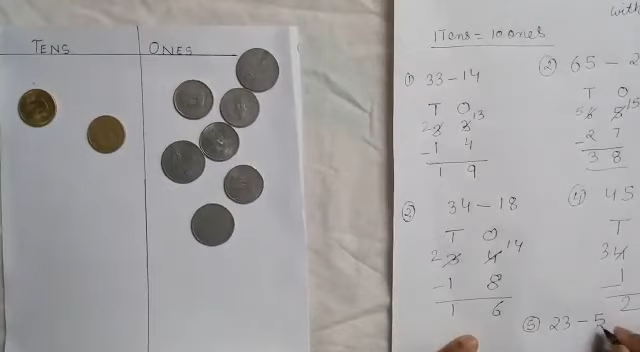 TENS ONES
with
1Tens = 10 ones
① 33-14
T O
2 3 3 13
-1 4
1 9
② 65-2
T O
5 6 5 15
-2 7
3 8
③ 34-18
T O
2 3 4 14
-1 8
1 6
④ 45
T
3 4
-1
2
⑤ 23-5